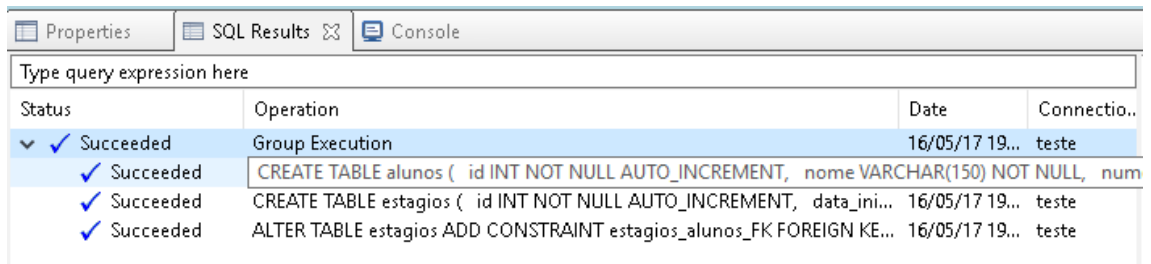 Properties SQL Results Console
Type query expression here
Status Operation Date Connectio...
Succeeded Group Execution 16/05/17 19... teste
Succeeded CREATE TABLE alunos ( id INT NOT NULL AUTO_INCREMENT, nome VARCHAR(150) NOT NULL, nume
Succeeded CREATE TABLE estagios ( id INT NOT NULL AUTO_INCREMENT, data_ini... 16/05/17 19... teste
Succeeded ALTER TABLE estagios ADD CONSTRAINT estagios_alunos_FK FOREIGN KE... 16/05/17 19... teste